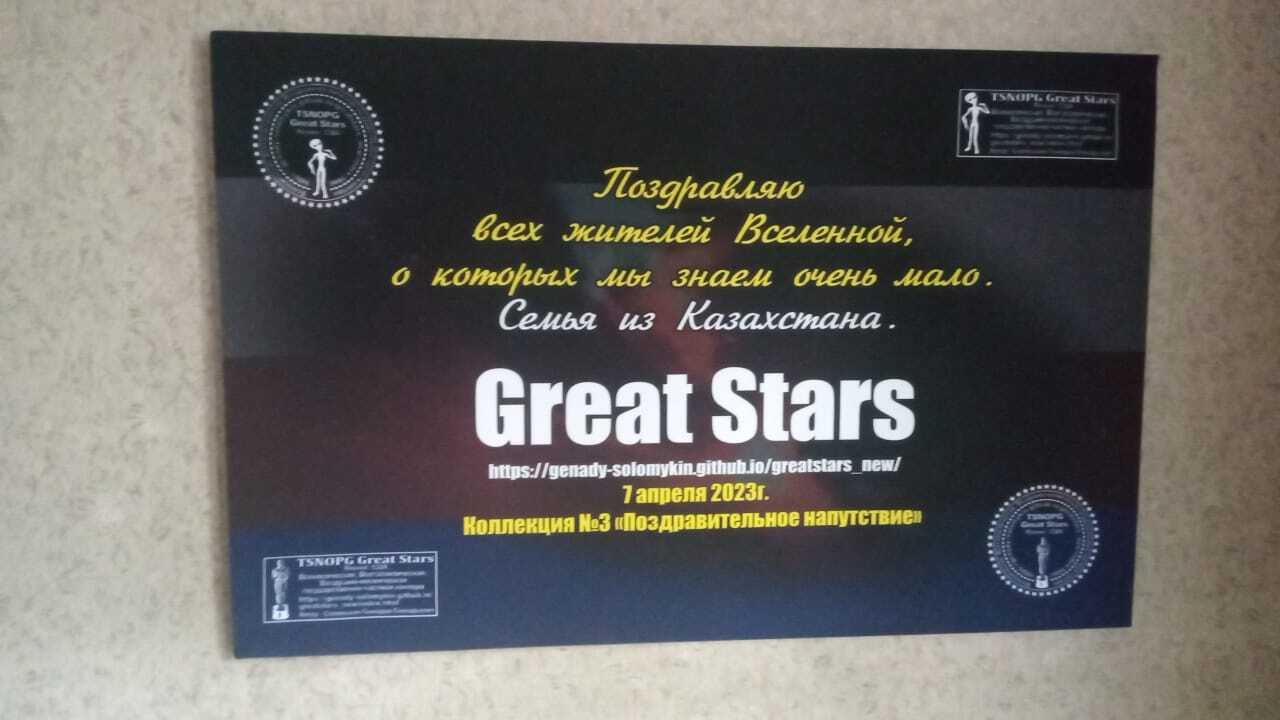 TSNOPG
Great Stars
TSNOPG Great Stars
Поздравляю
всех жителей Вселенной,
о которых мы знаем очень мало.
Семья из Казахстана.
Great Stars
https://genady-solomykin.github.io/greatstars_new/
7 апреля 2023г.
Коллекция №3 «Поздравительное напутствие»
TSNOPG Great Stars
TSNOPG
Great Stars